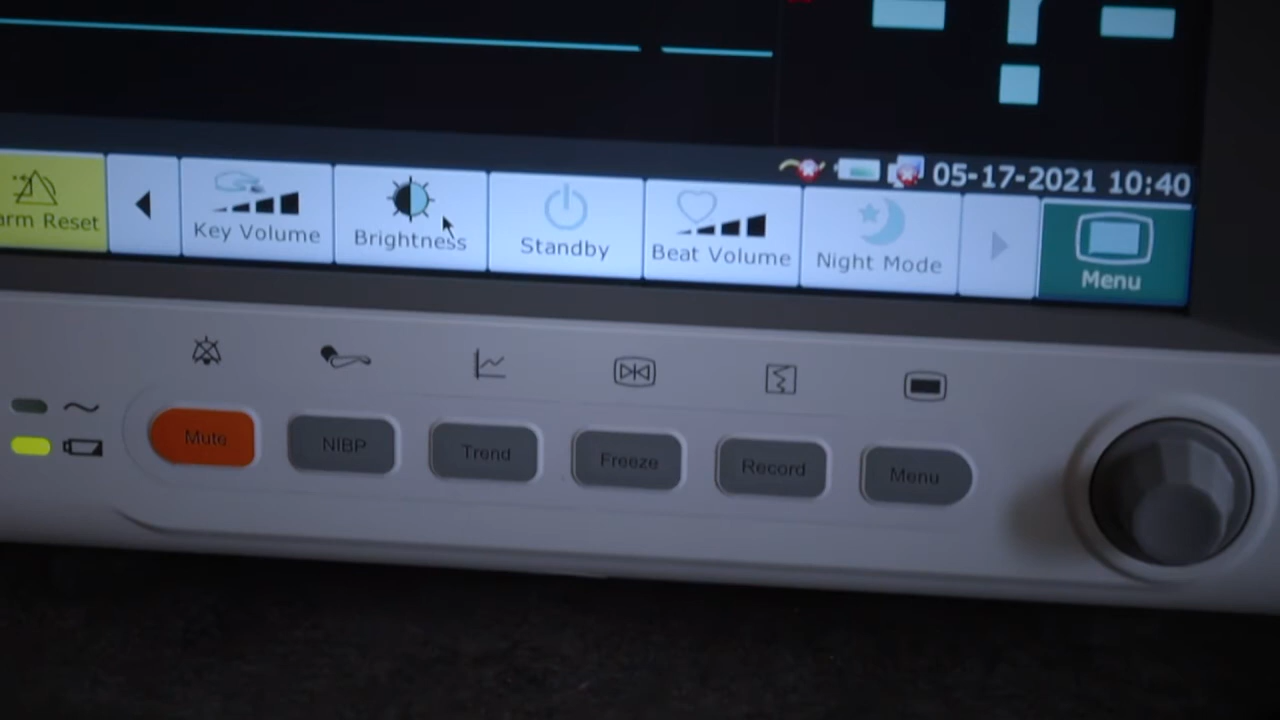 05-17-2021 10:40
arm Reset
Key Volume
Brightness
Standby
Beat Volume
Night Mode
Menu
Mute
NIBP
Trend
Freeze
Record
Menu